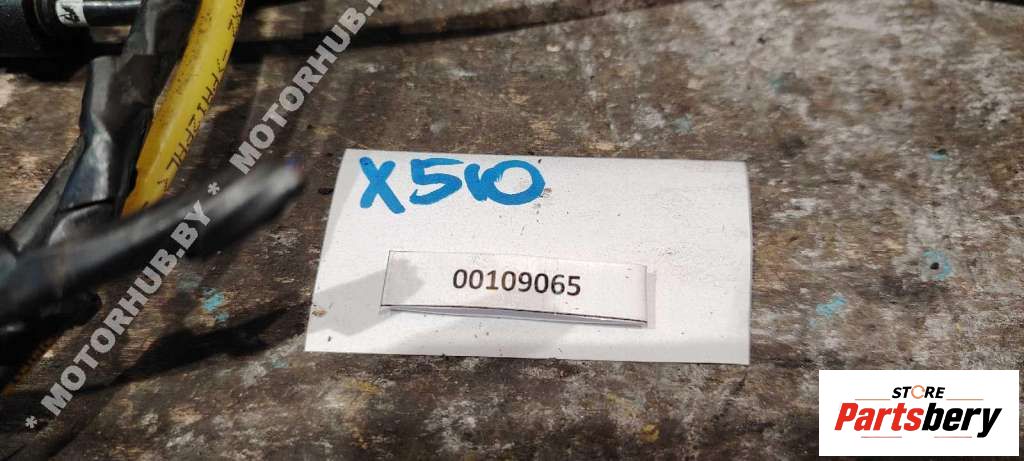 X510
00109065
* MOTORHUB.BY * MOTORHUB.BY
STORE
Partsbery